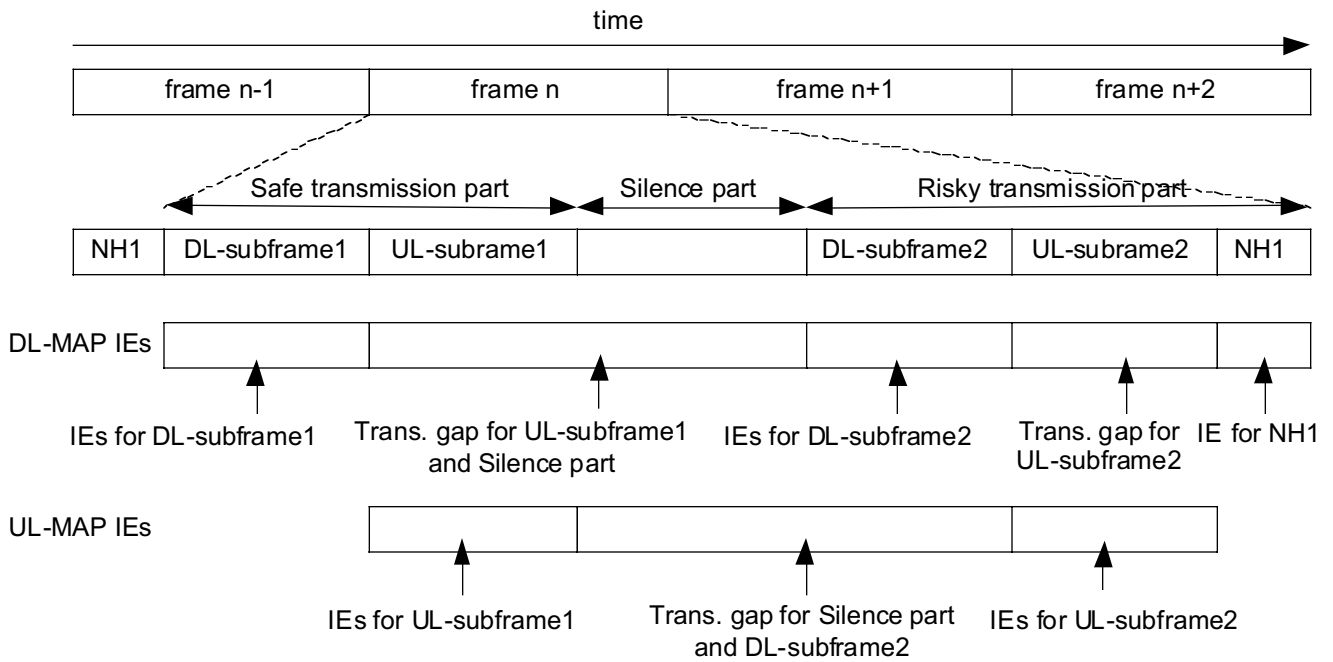 time
frame n-1
frame n
frame n+1
frame n+2
Safe transmission part
Silence part
Risky transmission part
NH1
DL-subframe1
UL-subrame1
DL-subframe2
UL-subrame2
NH1
DL-MAP IEs
IEs for DL-subframe1
Trans. gap for UL-subframe1
and Silence part
IEs for DL-subframe2
Trans. gap for
UL-subframe2
IE for NH1
UL-MAP IEs
IEs for UL-subframe1
Trans. gap for Silence part
and DL-subframe2
IEs for UL-subframe2